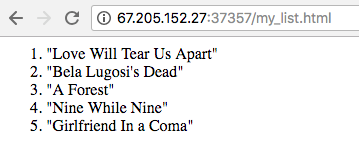 67.205.152.27:37357/my_list.html
1. "Love Will Tear Us Apart"
2. "Bela Lugosi's Dead"
3. "A Forest"
4. "Nine While Nine"
5. "Girlfriend In a Coma"